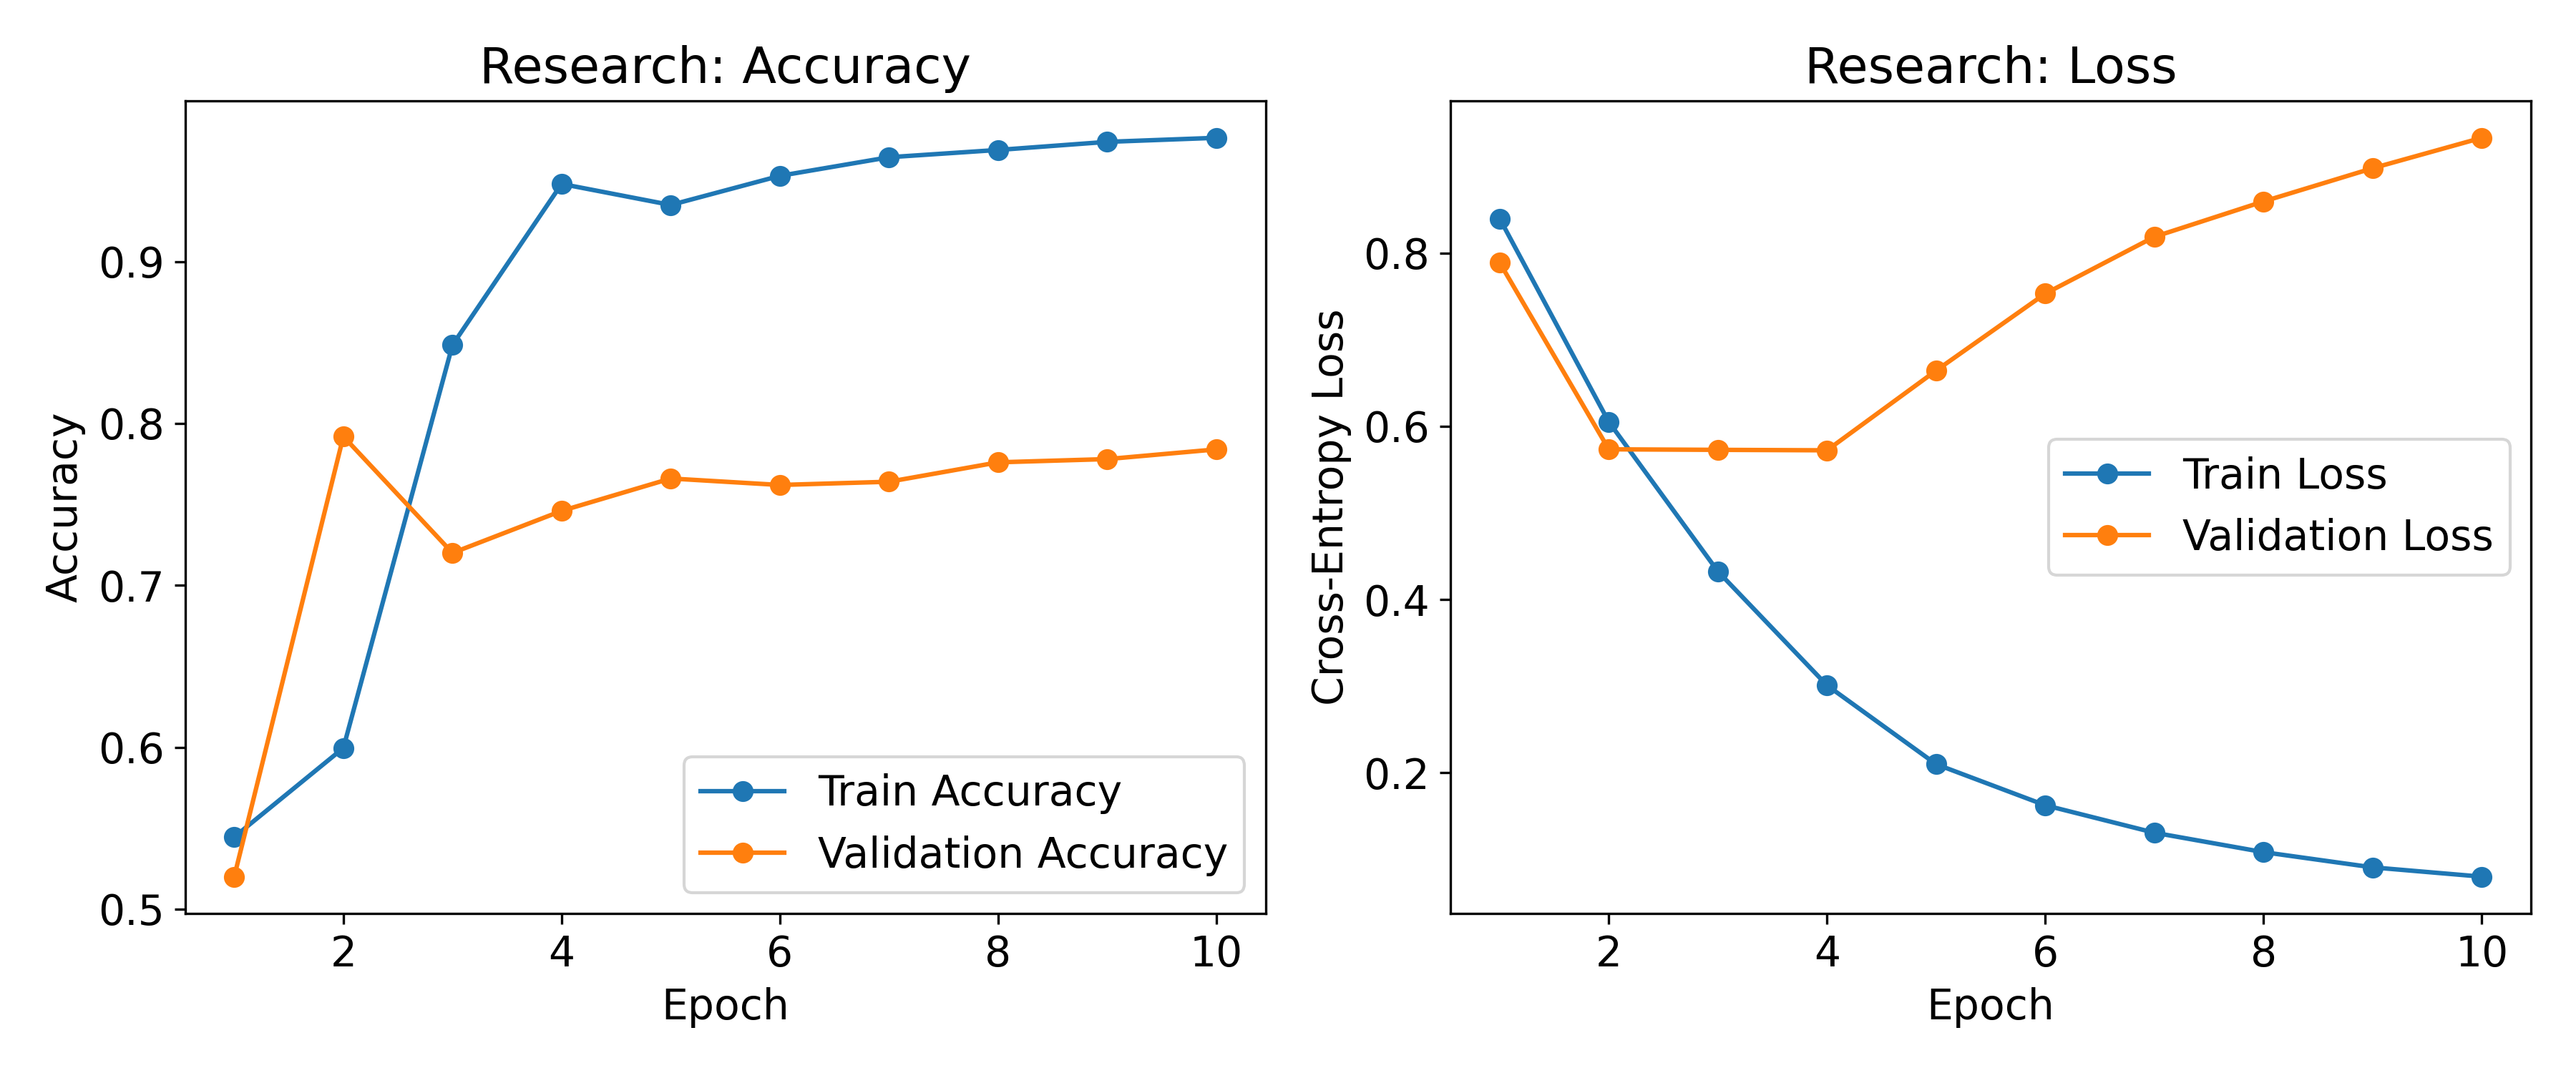 Research: Accuracy
Accuracy
0.9
0.8
0.7
0.6
0.5
2 4 6 8 10
Epoch
Train Accuracy
Validation Accuracy
Research: Loss
Cross-Entropy Loss
0.8
0.6
0.4
0.2
2 4 6 8 10
Epoch
Train Loss
Validation Loss